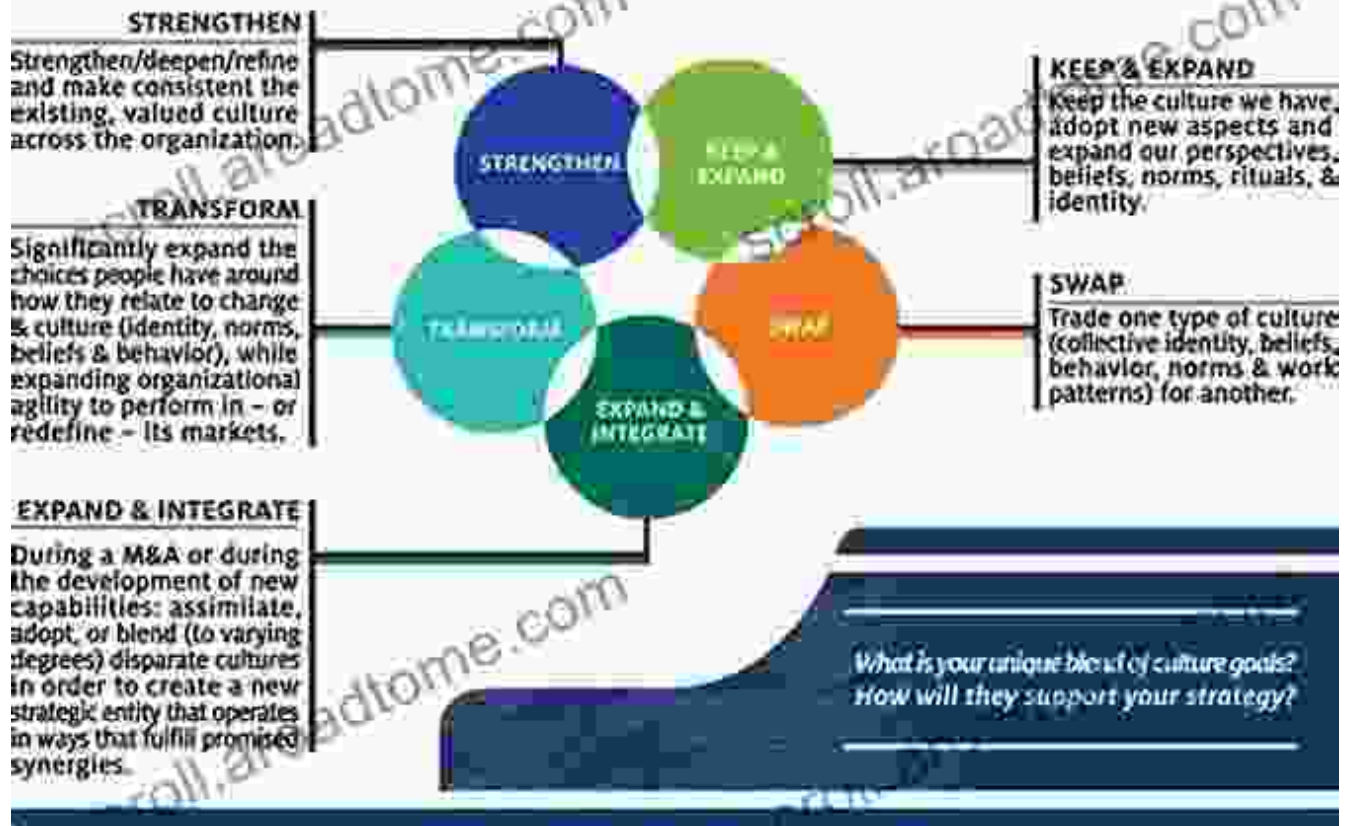 STRENGTHEN
Strengthen/deepen/refine
and make consistent the
existing, valued culture
across the organization.
TRANSFORM
Significantly expand the
choices people have around
how they relate to change
& culture (identity, norms,
beliefs & behavior), while
expanding organizational
agility to perform in – or
redefine – its markets.
EXPAND & INTEGRATE
During a M&A or during
the development of new
capabilities: assimilate,
adopt, or blend (to varying
degrees) disparate cultures
in order to create a new
strategic entity that operates
in ways that fulfill promised
synergies.
STRENGTHEN
KEEP &
EXPAND
TRANSFORM
SWAP
EXPAND &
INTEGRATE
KEEP & EXPAND
Keep the culture we have,
adopt new aspects and
expand our perspectives,
beliefs, norms, rituals, &
identity.
SWAP
Trade one type of culture
(collective identity, beliefs,
behavior, norms & work
patterns) for another.
What is your unique blend of culture goals?
How will they support your strategy?
scroll.aroadtome.com
scroll.aroadtome.com